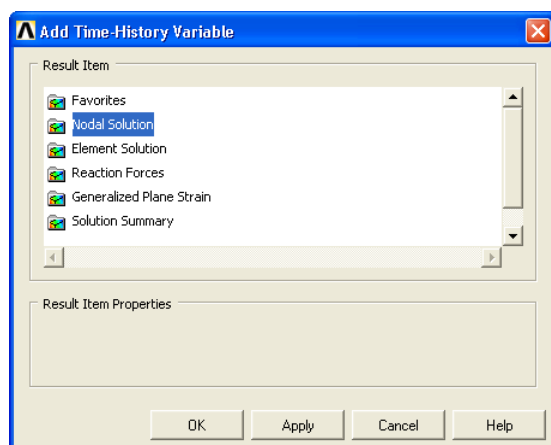 Add Time-History Variable
Result Item
Favorites
Nodal Solution
Element Solution
Reaction Forces
Generalized Plane Strain
Solution Summary
Result Item Properties
OK Apply Cancel Help